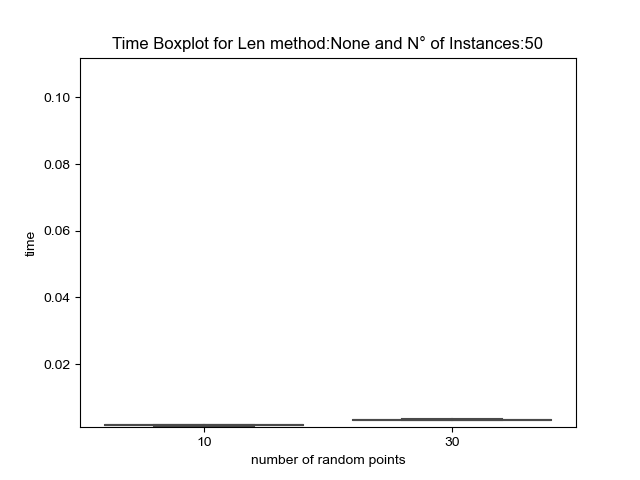 Time Boxplot for Len method:None and N° of Instances:50
0.10
0.08
0.06
0.04
0.02
time
10 30
number of random points